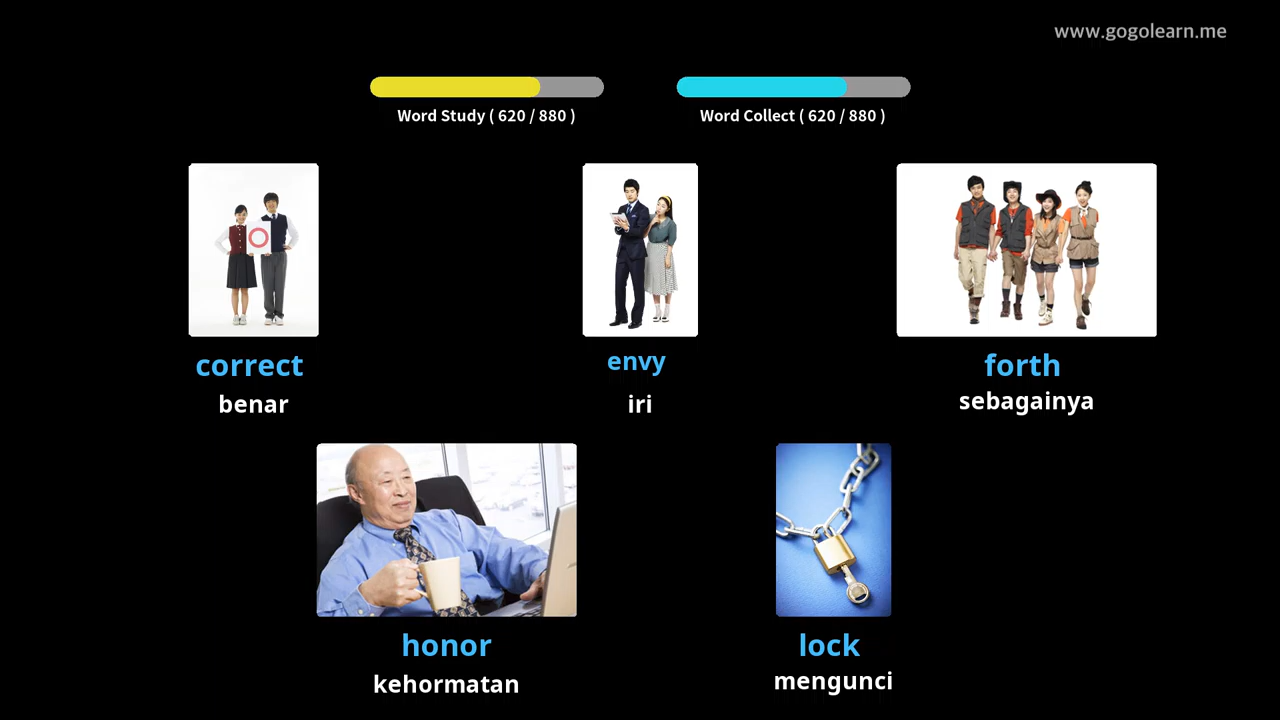 www.gogolearn.me
Word Study ( 620 / 880 )
Word Collect ( 620 / 880 )
correct
benar
envy
iri
forth
sebagainya
honor
kehormatan
lock
mengunci